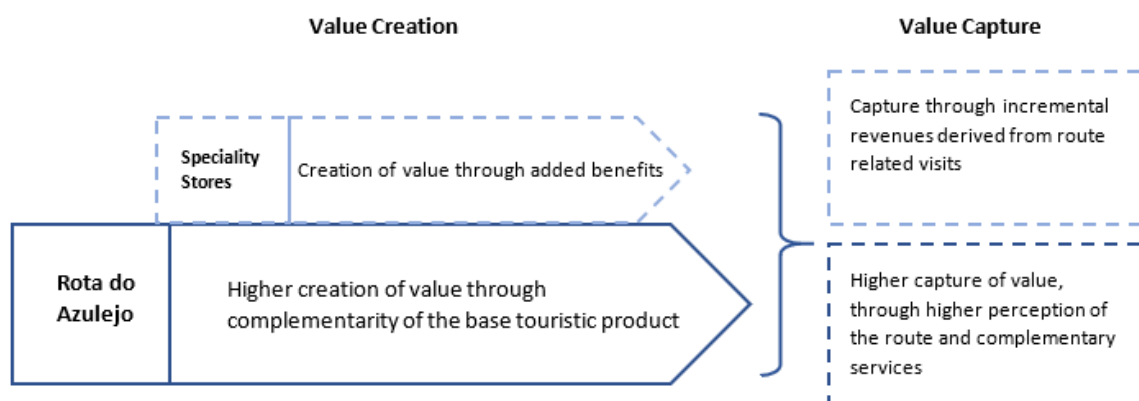 Value Creation
Value Capture
Speciality
Stores
Creation of value through added benefits
Capture through incremental
revenues derived from route
related visits
Rota do
Azulejo
Higher creation of value through
complementarity of the base touristic product
Higher capture of value,
through higher perception of
the route and complementary
services